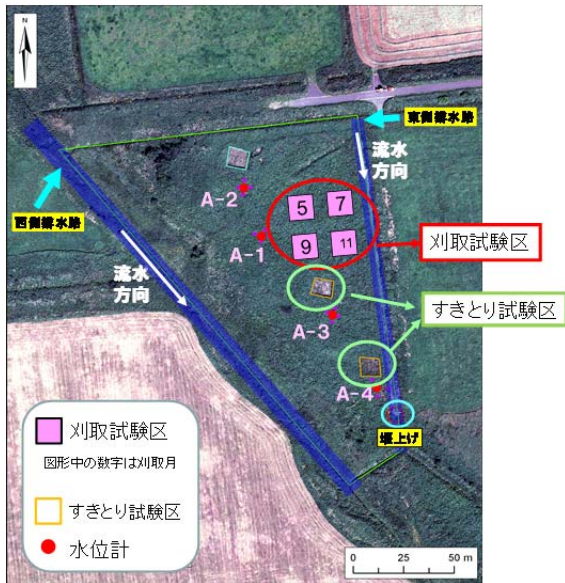 N
東側排水路
流水
方向
A-2
5
7
西側排水路
A-1
9
11
刈取試験区
流水
方向
すきとり試験区
A-3
A-4
堰上げ
刈取試験区
図形中の数字は刈取月
すきとり試験区
水位計
0
25
50 m